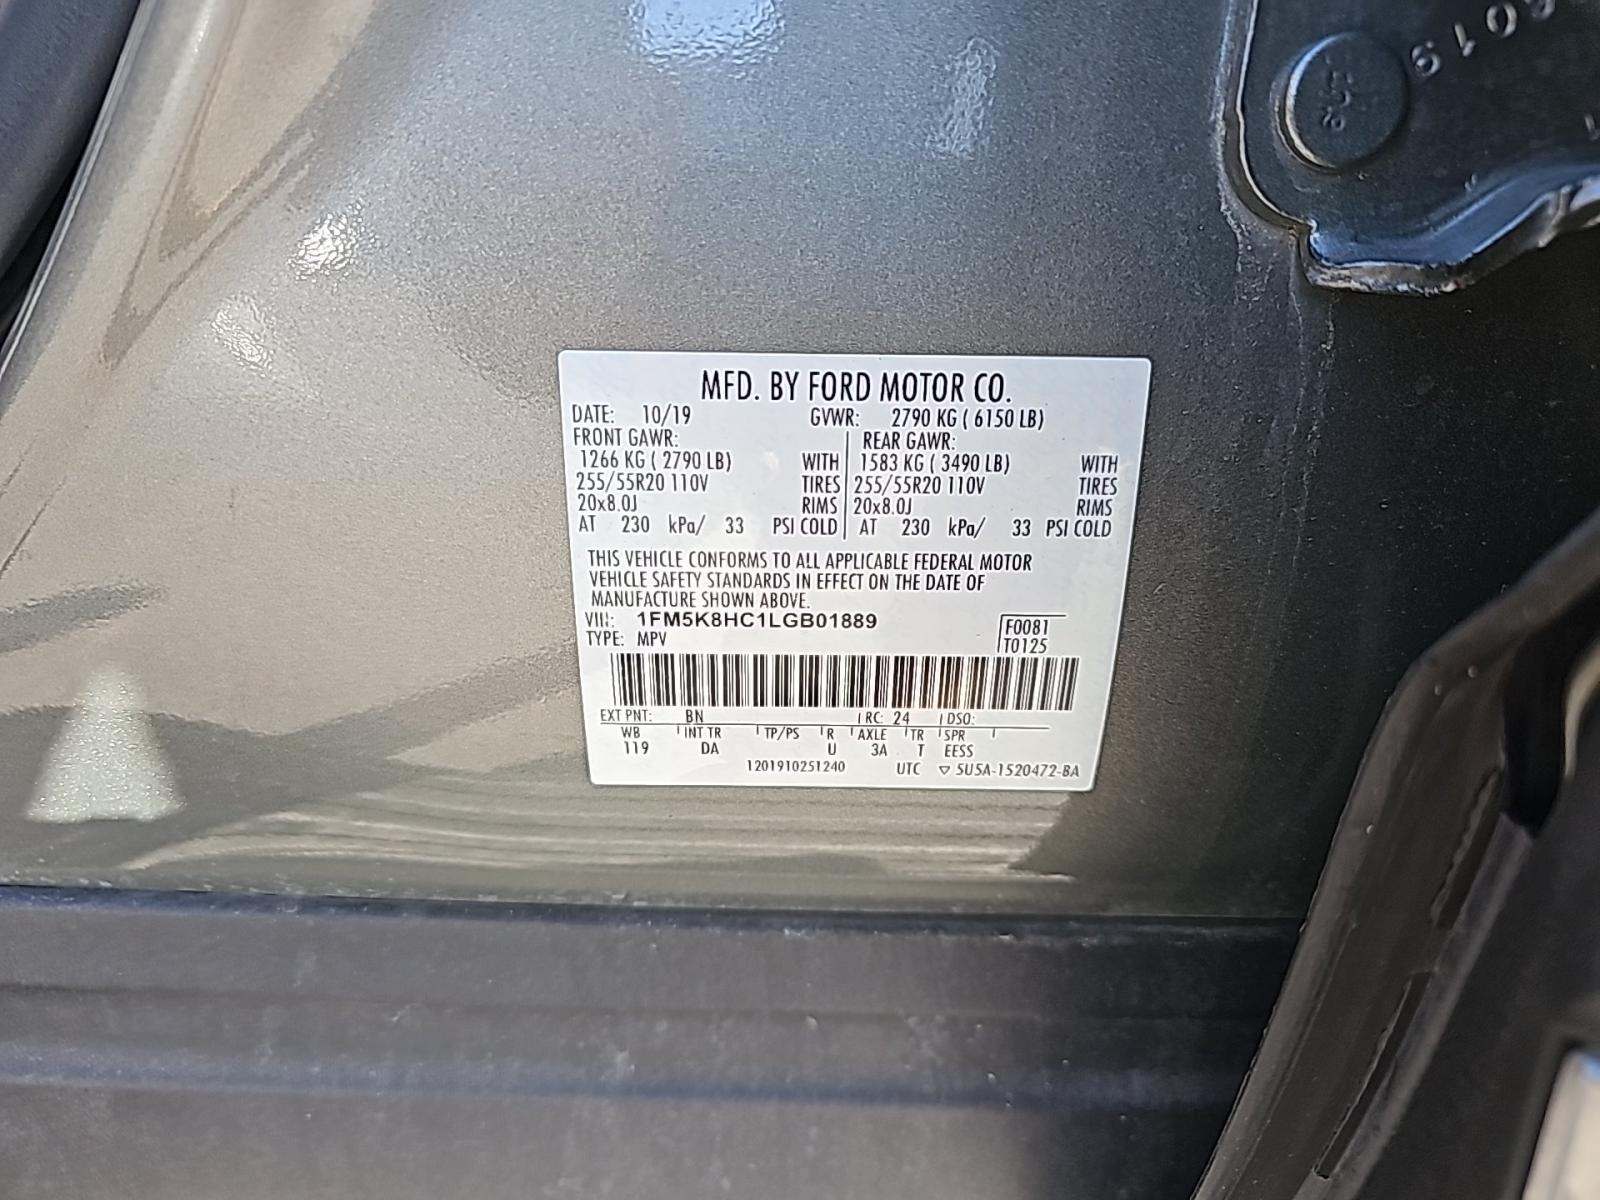 6019
MFD. BY FORD MOTOR CO.
DATE: 10/19 GVWR: 2790 KG ( 6150 LB)
FRONT GAWR: REAR GAWR:
1266 KG ( 2790 LB) WITH 1583 KG ( 3490 LB) WITH
255/55R20 110V TIRES 255/55R20 110V TIRES
20x8.0J RIMS 20x8.0J RIMS
AT 230 kPa/ 33 PSI COLD AT 230 kPa/ 33 PSI COLD
THIS VEHICLE CONFORMS TO ALL APPLICABLE FEDERAL MOTOR
VEHICLE SAFETY STANDARDS IN EFFECT ON THE DATE OF
MANUFACTURE SHOWN ABOVE.
VIN: 1FM5K8HC1LGB01889 F0081
TYPE: MPV T0125
EXT PNT: BN RC: 24 DSO:
WB INT TR TP/PS R AXLE TR SPR
119 DA U 3A T EESS
1201910251240 UTC ▽ 5U5A-1520472-BA